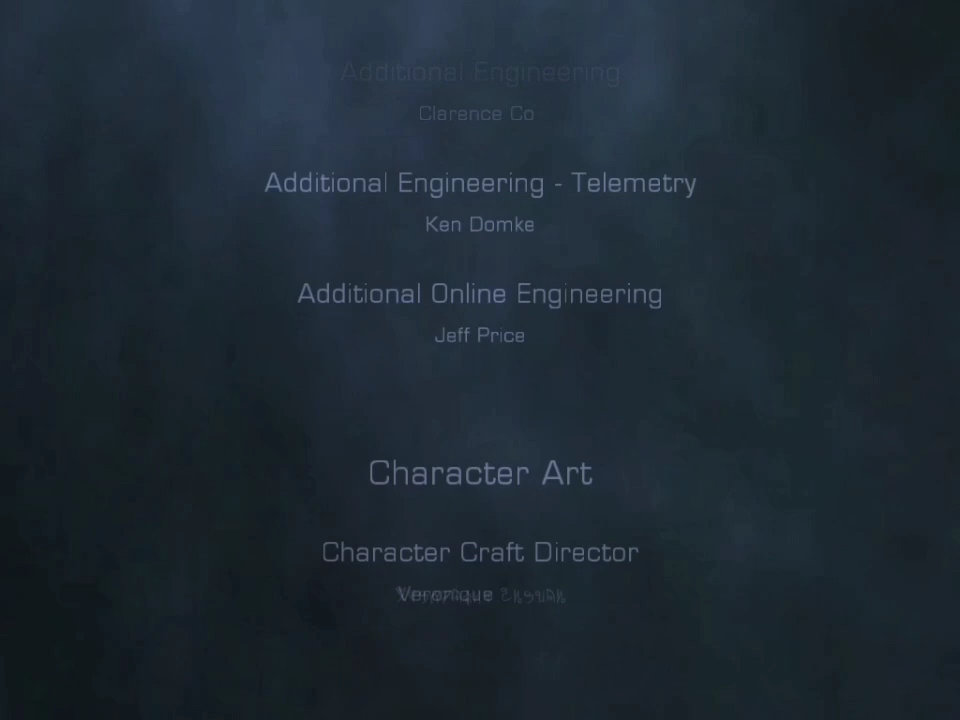 Additional Engineering
Clarence Co
Additional Engineering - Telemetry
Ken Domke
Additional Online Engineering
Jeff Price
Character Art
Character Craft Director
Veronique